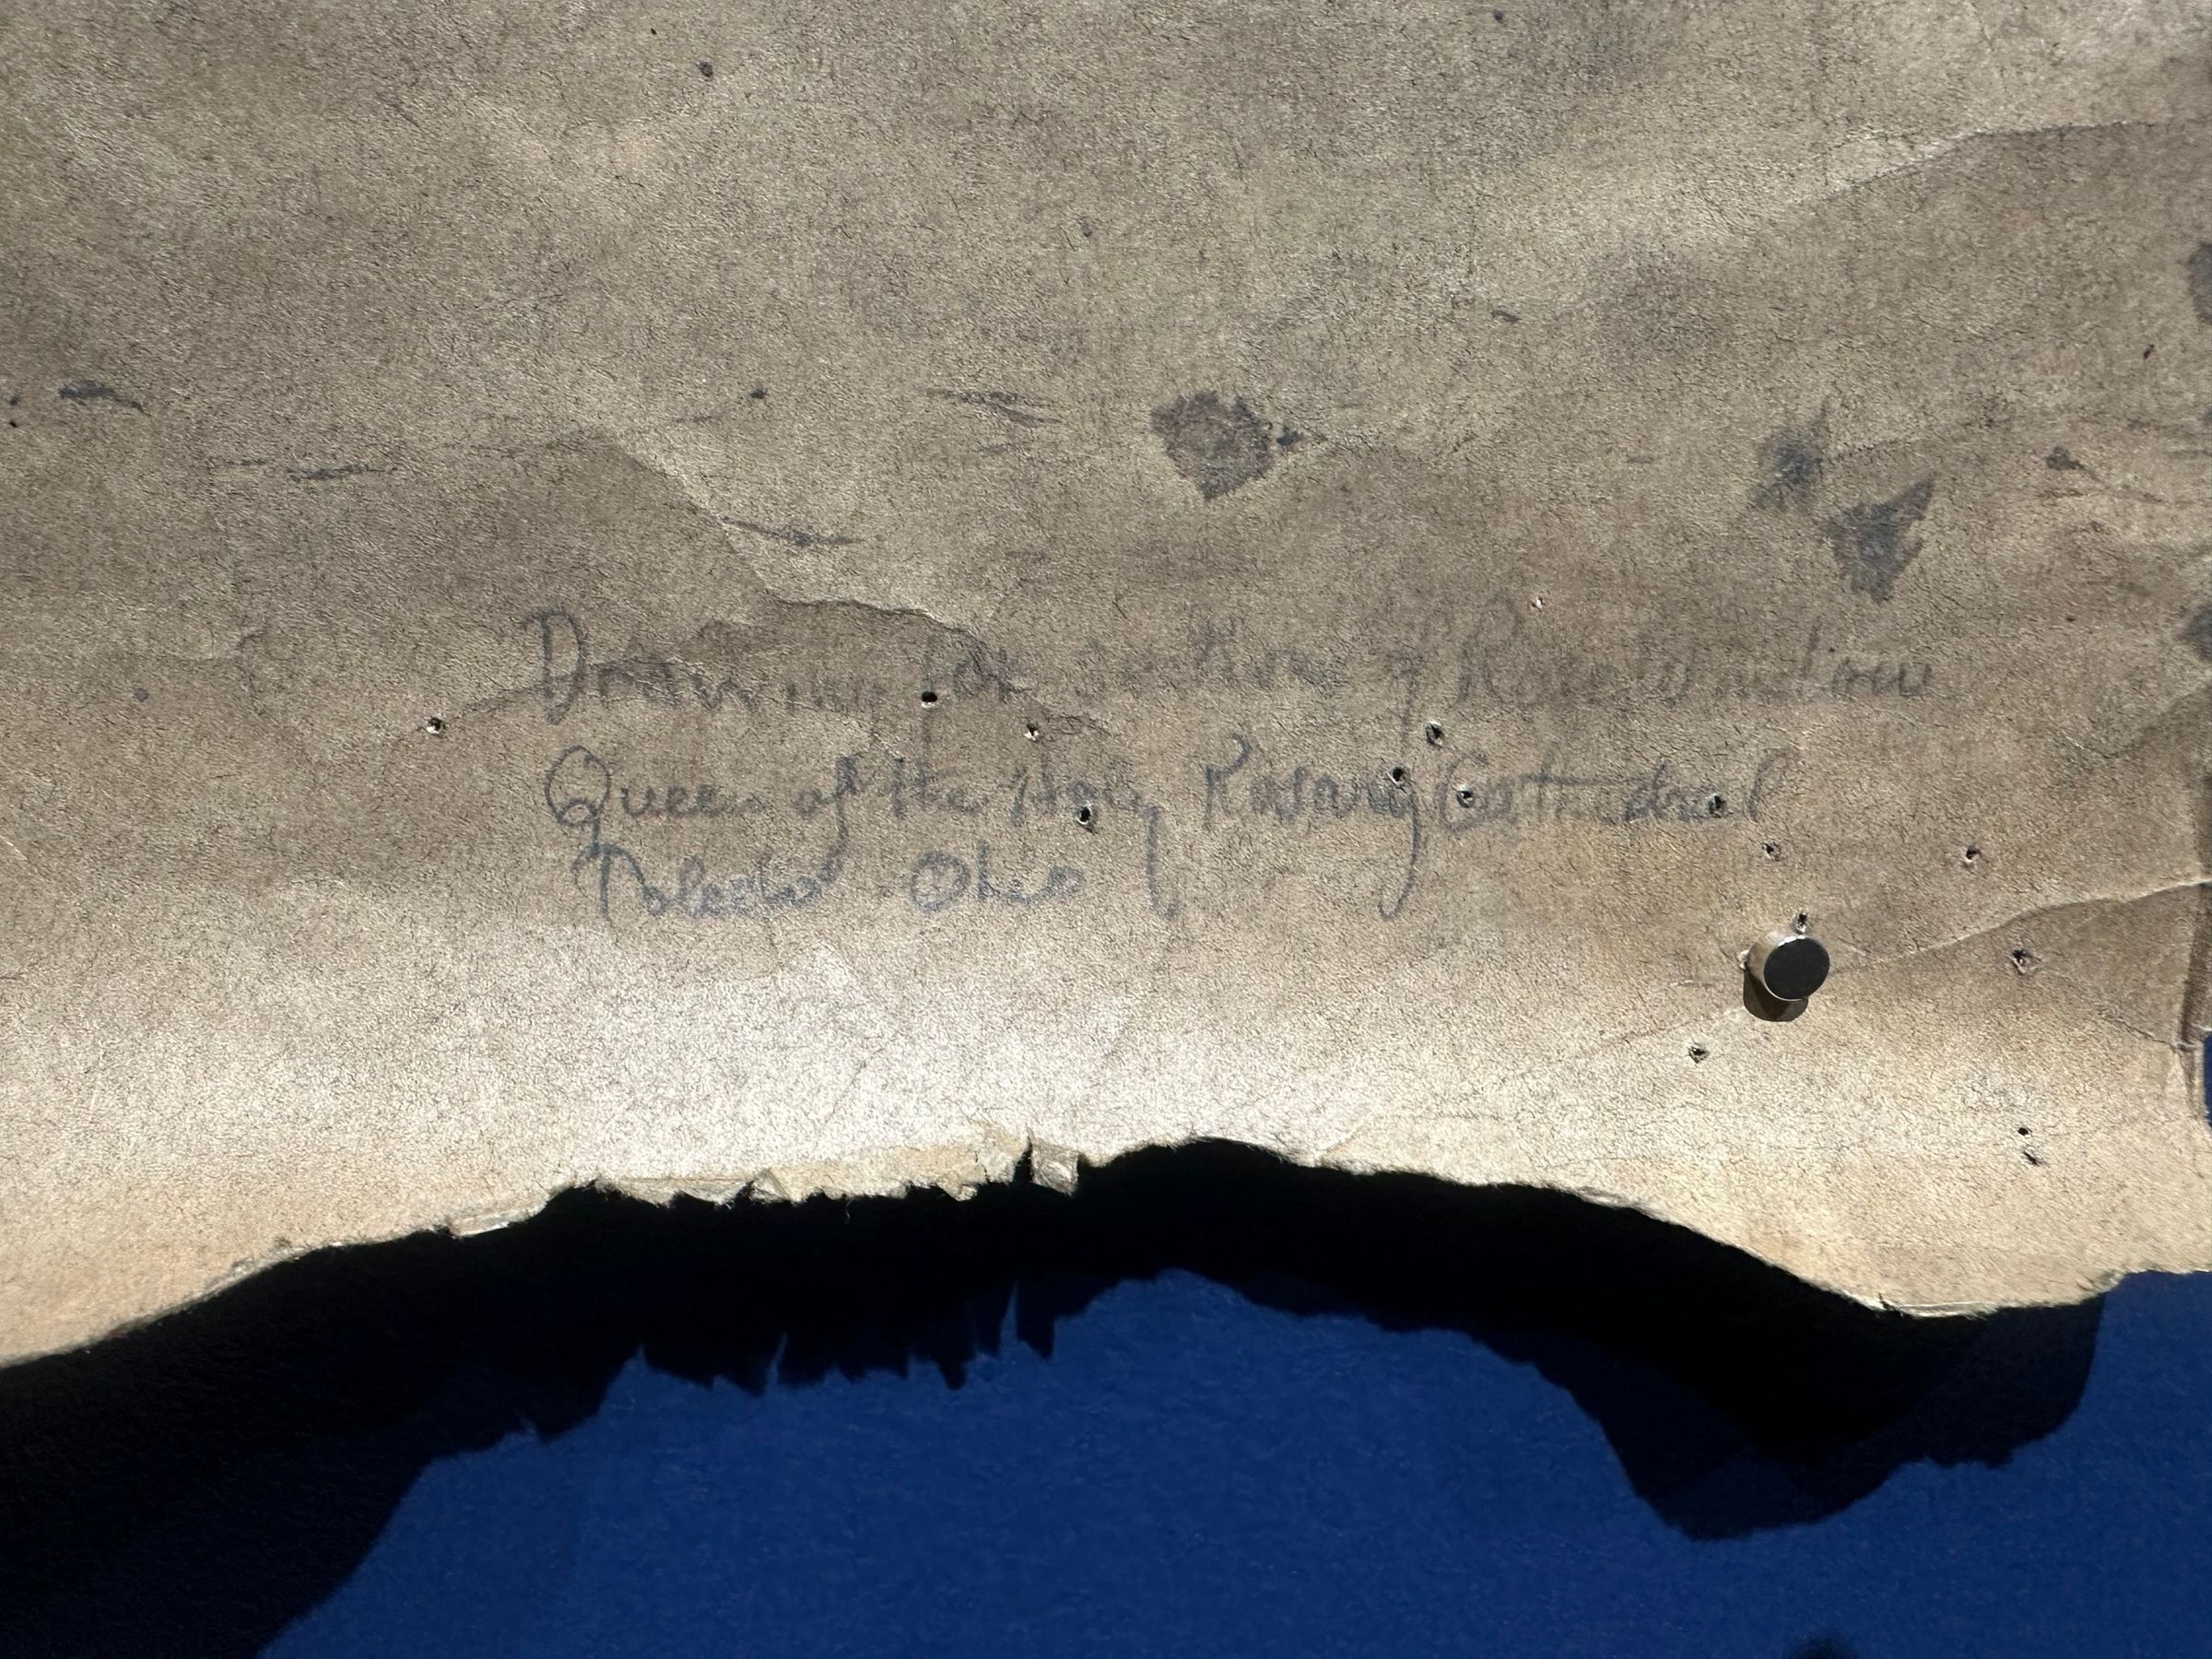 Drawing for section of Rose Window
Queen of the Holy Rosary Cathedral
Toledo Ohio